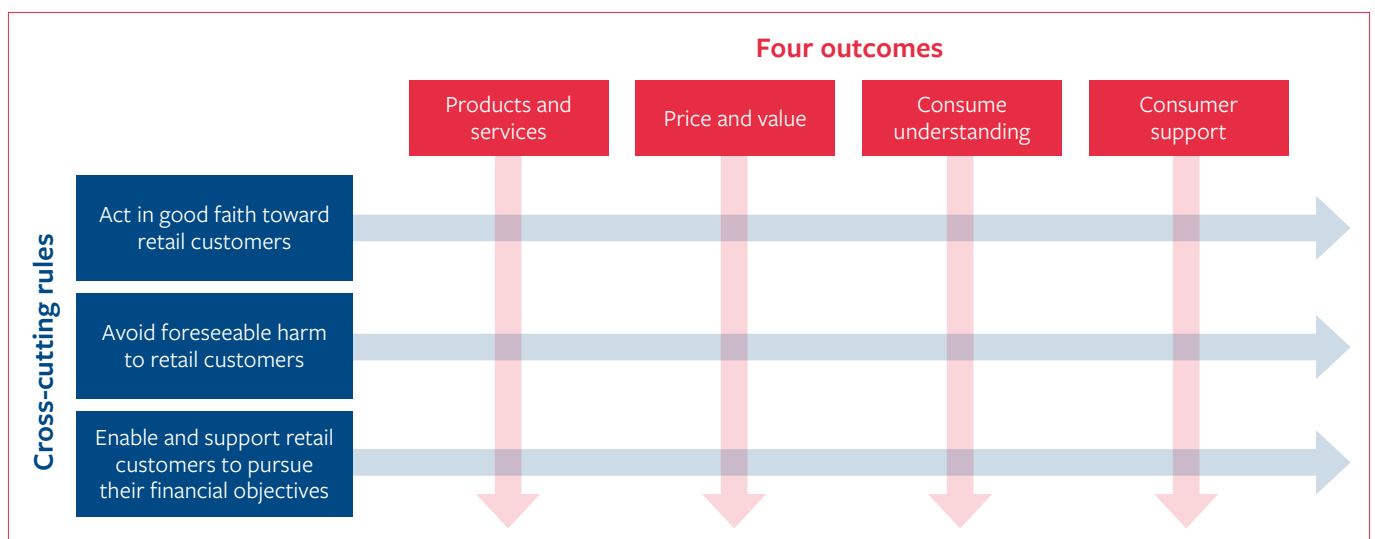 Four outcomes
Products and
services
Price and value
Consume
understanding
Consumer
support
Cross-cutting rules
Act in good faith toward
retail customers
Avoid foreseeable harm
to retail customers
Enable and support retail
customers to pursue
their financial objectives